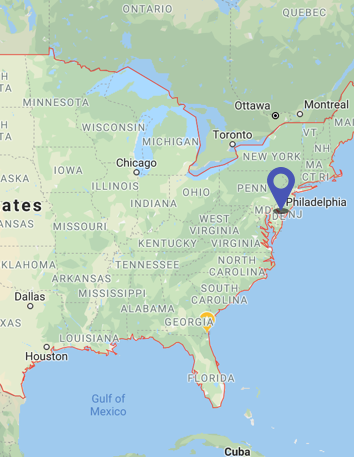 ONTARIO
QUEBEC
MINNESOTA
Ottawa
Montreal
WISCONSIN
VT
Toronto
MICHIGAN
NH
NEW YORK
Chicago
MA
IOWA
CT RI
ILLINOIS
OHIO
PENN
ates
INDIANA
MD
DE
NJ
Philadelphia
WEST
VIRGINIA
MISSOURI
KENTUCKY
VIRGINIA
NORTH
CAROLINA
TENNESSEE
KLAHOMA
ARKANSAS
SOUTH
CAROLINA
MISSISSIPPI
Dallas
ALABAMA
GEORGIA
XAS
LOUISIANA
Houston
FLORIDA
Gulf of
Mexico
Cuba